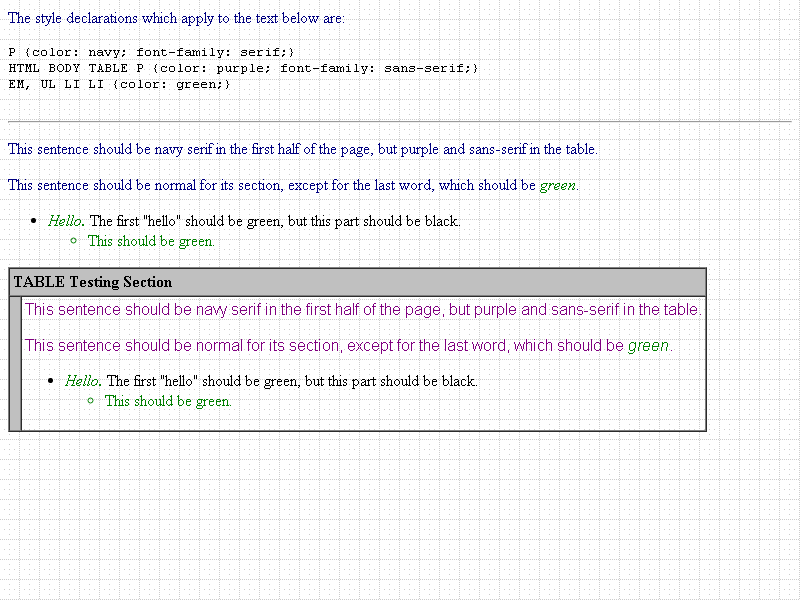 The style declarations which apply to the text below are:
P {color: navy; font-family: serif;}
HTML BODY TABLE P {color: purple; font-family: sans-serif;}
EM, UL LI LI {color: green;}
This sentence should be navy serif in the first half of the page, but purple and sans-serif in the table.
This sentence should be normal for its section, except for the last word, which should be green.
Hello. The first "hello" should be green, but this part should be black.
This should be green.
TABLE Testing Section
This sentence should be navy serif in the first half of the page, but purple and sans-serif in the table.
This sentence should be normal for its section, except for the last word, which should be green.
Hello. The first "hello" should be green, but this part should be black.
This should be green.